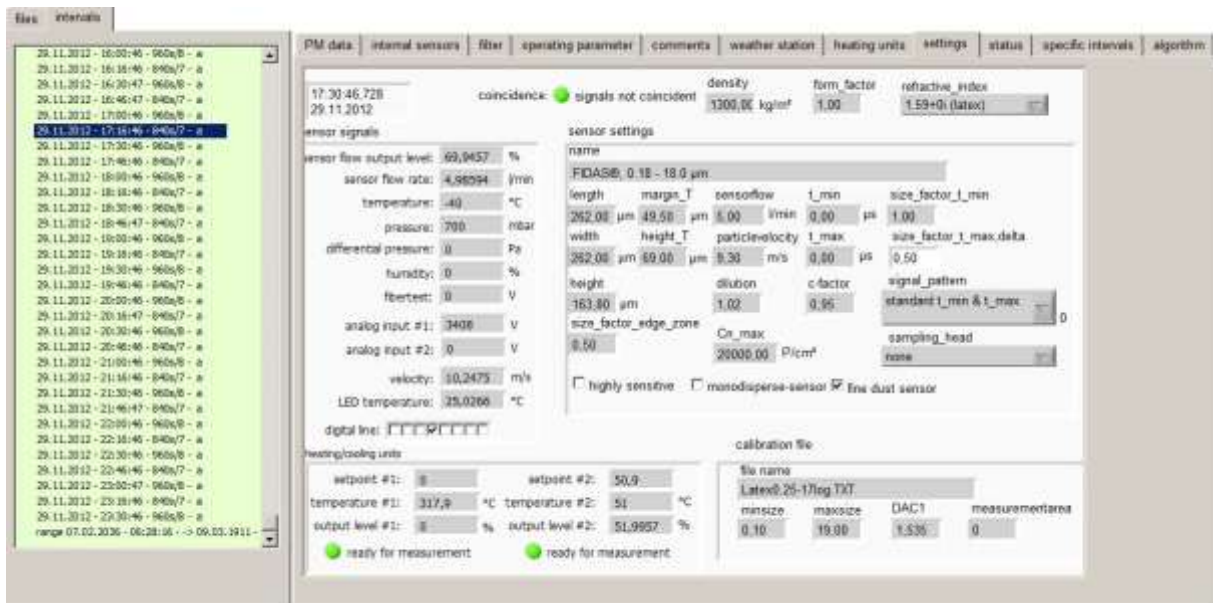 files intervals
29.11.2012 - 16:00:46 - 960s/8 - a
29.11.2012 - 16:16:46 - 840s/7 - a
29.11.2012 - 16:30:47 - 960s/8 - a
29.11.2012 - 16:46:47 - 840s/7 - a
29.11.2012 - 17:00:46 - 960s/8 - a
29.11.2012 - 17:16:46 - 840s/7 - a
29.11.2012 - 17:30:46 - 960s/8 - a
29.11.2012 - 17:46:46 - 840s/7 - a
29.11.2012 - 18:00:46 - 960s/8 - a
29.11.2012 - 18:16:46 - 840s/7 - a
29.11.2012 - 18:30:46 - 960s/8 - a
29.11.2012 - 18:46:47 - 840s/7 - a
29.11.2012 - 19:00:46 - 960s/8 - a
29.11.2012 - 19:16:46 - 840s/7 - a
29.11.2012 - 19:30:46 - 960s/8 - a
29.11.2012 - 19:46:46 - 840s/7 - a
29.11.2012 - 20:00:46 - 960s/8 - a
29.11.2012 - 20:16:47 - 840s/7 - a
29.11.2012 - 20:30:46 - 960s/8 - a
29.11.2012 - 20:46:46 - 840s/7 - a
29.11.2012 - 21:00:46 - 960s/8 - a
29.11.2012 - 21:16:46 - 840s/7 - a
29.11.2012 - 21:30:46 - 960s/8 - a
29.11.2012 - 21:46:47 - 840s/7 - a
29.11.2012 - 22:00:46 - 960s/8 - a
29.11.2012 - 22:16:46 - 840s/7 - a
29.11.2012 - 22:30:46 - 960s/8 - a
29.11.2012 - 22:46:46 - 840s/7 - a
29.11.2012 - 23:00:47 - 960s/8 - a
29.11.2012 - 23:16:46 - 840s/7 - a
29.11.2012 - 23:30:46 - 960s/8 - a
range 07.02.2036 - 06:28:16 - -> 09.03.1911 -
PM data internal sensors filter operating parameter comments weather station heating units settings status specific intervals algorithm
17:30:46,728
29.11.2012
coincidence: signals not coincident
density form_factor refractive_index
1300,00 kg/m³ 1,00 1.59+0i (latex)
ensor signals
ensor flow output level: 69,9457 %
sensor flow rate: 4,98594 l/min
temperature: -40 °C
pressure: 700 mbar
differential pressure: 0 Pa
humidity: 0 %
fibertest: 0 V
analog input #1: 3408 V
analog input #2: 0 V
velocity: 10,2475 m/s
LED temperature: 25,0266 °C
digital line:
sensor settings
name
FIDAS®, 0.18 - 18.0 µm
length margin_T sensorflow t_min size_factor_t_min
262,00 µm 49,50 µm 5,00 l/min 0,00 µs 1,00
width height_T particlevelocity t_max size_factor_t_max,delta
262,00 µm 69,00 µm 9,30 m/s 0,00 µs 0,50
height dilution c-factor signal_pattern
163,80 µm 1,02 0,95 standard t_min & t_max 0
size_factor_edge_zone Cn_max sampling_head
0,50 20000,00 P/cm³ none
highly sensitive monodisperse-sensor fine dust sensor
heating/cooling units
setpoint #1: 0 setpoint #2: 50,9
temperature #1: 317,9 °C temperature #2: 51 °C
output level #1: 0 % output level #2: 51,9957 %
ready for measurement ready for measurement
calibration file
file name
Latex0.25-17log TXT
minsize maxsize DAC1 measurementarea
0,10 19,00 1,535 0